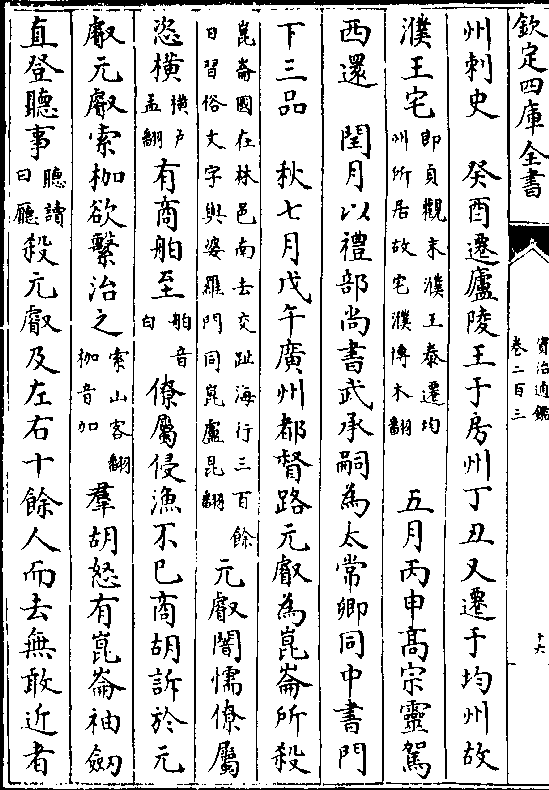 欽定四庫全書
資治通鑑
卷二百三
十六
州刺史　癸酉遷廬陵王于房州丁丑又遷于均州故
濮王宅即貞觀末濮王泰遷均州所居故宅濮博木翻　五月丙申髙宗靈駕
西還　閏月以禮部尚書武承嗣為太常卿同中書門
下三品　秋七月戊午廣州都督路元叡為崑崙所殺
崑崙國在林邑南去交趾海行三百餘日習俗文字與婆羅門同崑盧昆翻元叡闇懦僚屬
恣橫橫戶孟翻有商舶至舶音白僚屬侵漁不已商胡訴於元
叡元叡索枷欲繫治之索山客翻枷音加羣胡怒有崑崙袖劒
直登聽事聽讀曰廳殺元叡及左右十餘人而去無敢近者